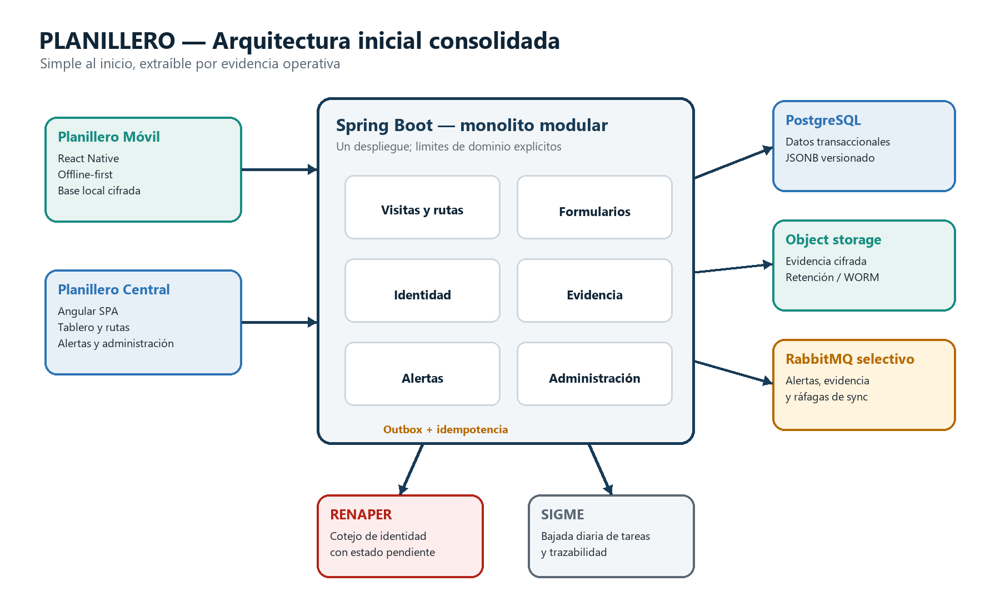 PLANILLERO — Arquitectura inicial consolidada
Simple al inicio, extraíble por evidencia operativa
Planillero Móvil
React Native
Offline-first
Base local cifrada
Planillero Central
Angular SPA
Tablero y rutas
Alertas y administración
Spring Boot — monolito modular
Un despliegue; límites de dominio explícitos
Visitas y rutas
Formularios
Identidad
Evidencia
Alertas
Administración
Outbox + idempotencia
PostgreSQL
Datos transaccionales
JSONB versionado
Object storage
Evidencia cifrada
Retención / WORM
RabbitMQ selectivo
Alertas, evidencia
y ráfagas de sync
RENAPER
Cotejo de identidad
con estado pendiente
SIGME
Bajada diaria de tareas
y trazabilidad